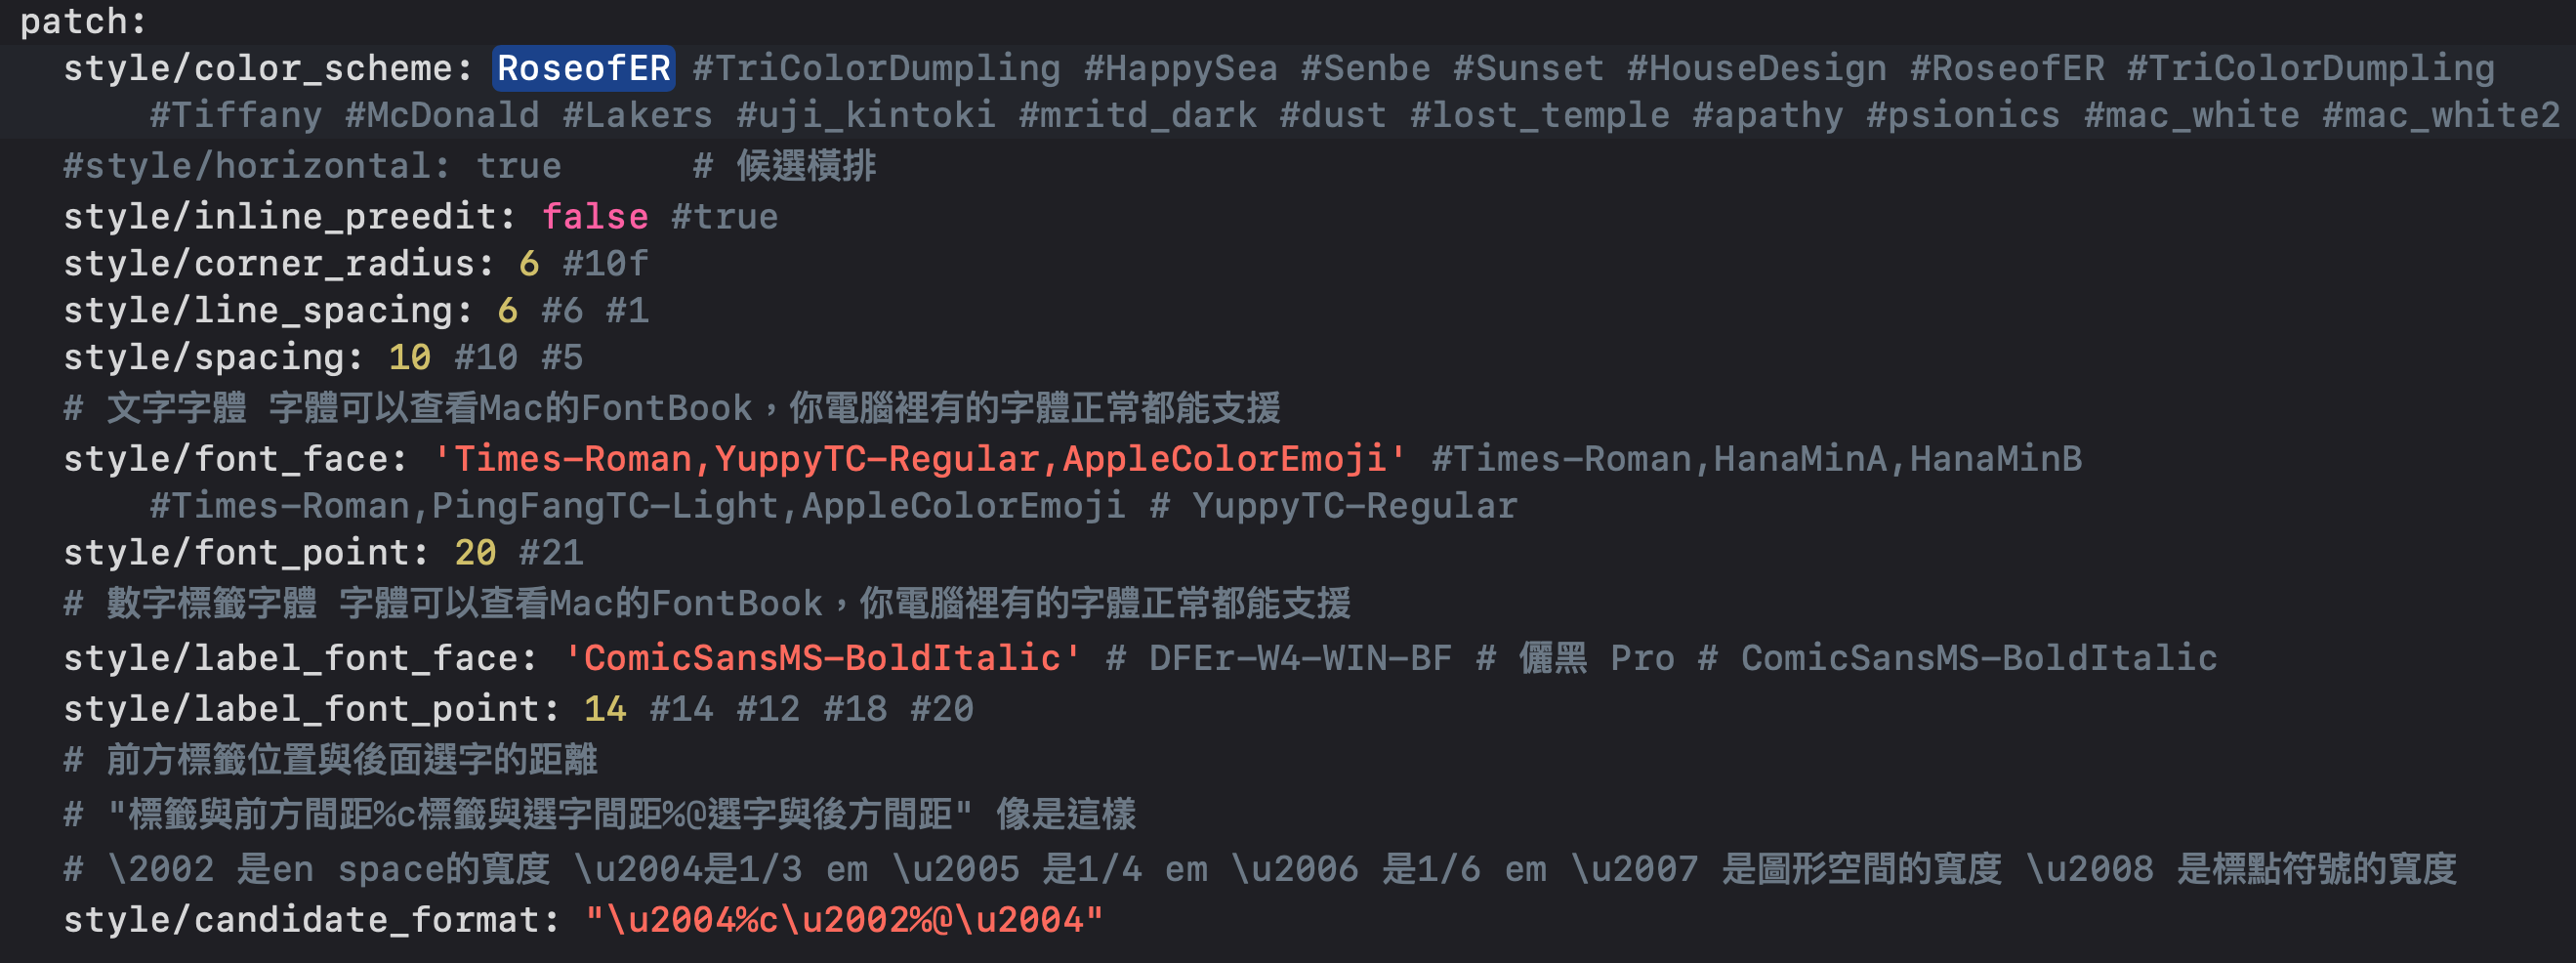 patch:
style/color_scheme: RoseofER #TriColorDumpling #HappySea #Senbe #Sunset #HouseDesign #RoseofER #TriColorDumpling
#Tiffany #McDonald #Lakers #uji_kintoki #mritd_dark #dust #lost_temple #apathy #psionics #mac_white #mac_white2
#style/horizontal: true      # 候選橫排
style/inline_preedit: false #true
style/corner_radius: 6 #10f
style/line_spacing: 6 #6 #1
style/spacing: 10 #10 #5
# 文字字體 字體可以查看Mac的FontBook，你電腦裡有的字體正常都能支援
style/font_face: 'Times-Roman,YuppyTC-Regular,AppleColorEmoji' #Times-Roman,HanaMinA,HanaMinB
#Times-Roman,PingFangTC-Light,AppleColorEmoji # YuppyTC-Regular
style/font_point: 20 #21
# 數字標籤字體 字體可以查看Mac的FontBook，你電腦裡有的字體正常都能支援
style/label_font_face: 'ComicSansMS-BoldItalic' # DFEr-W4-WIN-BF # 儷黑 Pro # ComicSansMS-BoldItalic
style/label_font_point: 14 #14 #12 #18 #20
# 前方標籤位置與後面選字的距離
# "標籤與前方間距%c標籤與選字間距%@選字與後方間距" 像是這樣
# \2002 是en space的寬度 \u2004是1/3 em \u2005 是1/4 em \u2006 是1/6 em \u2007 是圖形空間的寬度 \u2008 是標點符號的寬度
style/candidate_format: "\u2004%c\u2002%@\u2004"